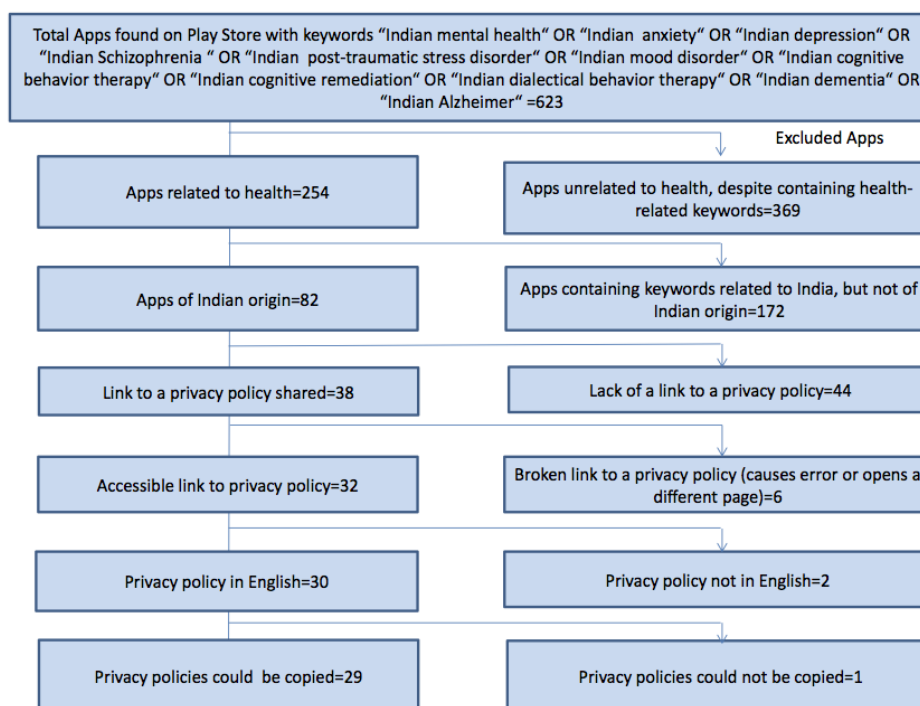 Total Apps found on Play Store with keywords “Indian mental health“ OR “Indian  anxiety“ OR “Indian depression“ OR
“Indian Schizophrenia “ OR “Indian  post-traumatic stress disorder“ OR “Indian mood disorder“ OR “Indian cognitive
behavior therapy“ OR “Indian cognitive remediation“ OR “Indian dialectical behavior therapy“ OR “Indian dementia“ OR
“Indian Alzheimer“ =623
Excluded Apps
Apps related to health=254
Apps unrelated to health, despite containing health-
related keywords=369
Apps of Indian origin=82
Apps containing keywords related to India, but not of
Indian origin=172
Link to a privacy policy shared=38
Lack of a link to a privacy policy=44
Accessible link to privacy policy=32
Broken link to a privacy policy (causes error or opens a
different page)=6
Privacy policy in English=30
Privacy policy not in English=2
Privacy policies could  be copied=29
Privacy policies could not be copied=1